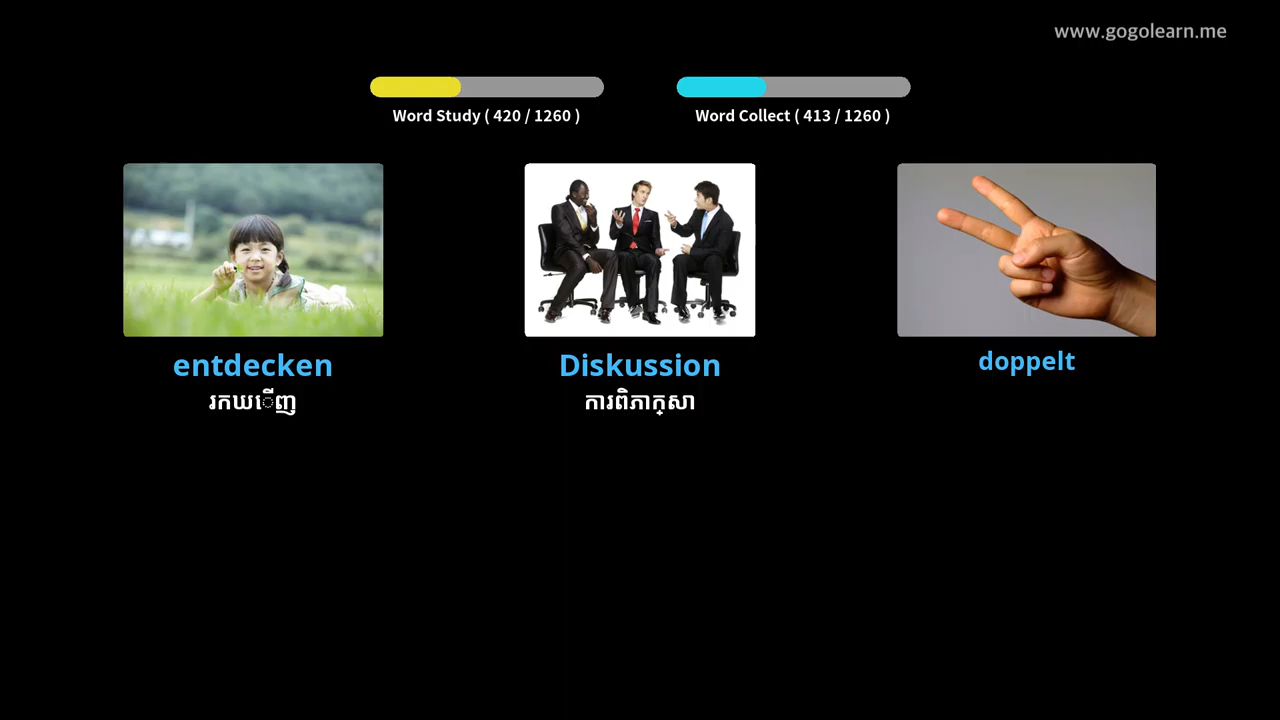 www.gogolearn.me
Word Study ( 420 / 1260 )
Word Collect ( 413 / 1260 )
entdecken
រកឃើញ
Diskussion
ការពិភាក្សា
doppelt